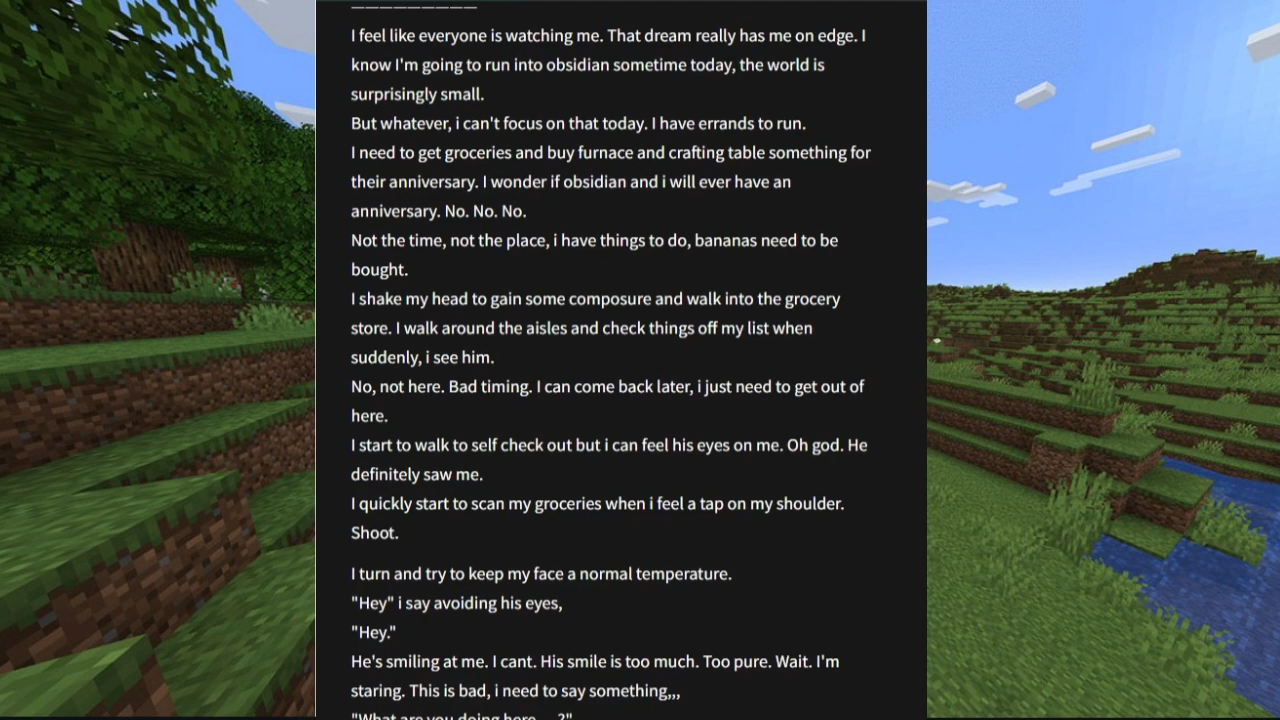 I feel like everyone is watching me. That dream really has me on edge. I
know I'm going to run into obsidian sometime today, the world is
surprisingly small.
But whatever, i can't focus on that today. I have errands to run.
I need to get groceries and buy furnace and crafting table something for
their anniversary. I wonder if obsidian and i will ever have an
anniversary. No. No. No.
Not the time, not the place, i have things to do, bananas need to be
bought.
I shake my head to gain some composure and walk into the grocery
store. I walk around the aisles and check things off my list when
suddenly, i see him.
No, not here. Bad timing. I can come back later, i just need to get out of
here.
I start to walk to self check out but i can feel his eyes on me. Oh god. He
definitely saw me.
I quickly start to scan my groceries when i feel a tap on my shoulder.
Shoot.
I turn and try to keep my face a normal temperature.
"Hey" i say avoiding his eyes,
"Hey."
He's smiling at me. I cant. His smile is too much. Too pure. Wait. I'm
staring. This is bad, i need to say something,,,
"What are you doing here.....?"